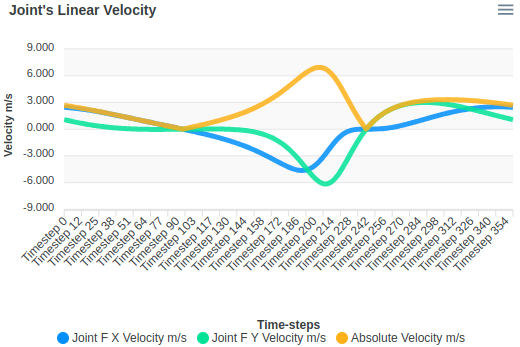 Joint's Linear Velocity
9.000
6.000
3.000
0.000
-3.000
-6.000
-9.000
Velocity m/s
Timestep 0
Timestep 12
Timestep 25
Timestep 38
Timestep 51
Timestep 64
Timestep 77
Timestep 90
Timestep 103
Timestep 117
Timestep 130
Timestep 144
Timestep 158
Timestep 172
Timestep 186
Timestep 200
Timestep 214
Timestep 228
Timestep 242
Timestep 256
Timestep 270
Timestep 284
Timestep 298
Timestep 312
Timestep 326
Timestep 340
Timestep 354
Time-steps
Joint F X Velocity m/s
Joint F Y Velocity m/s
Absolute Velocity m/s